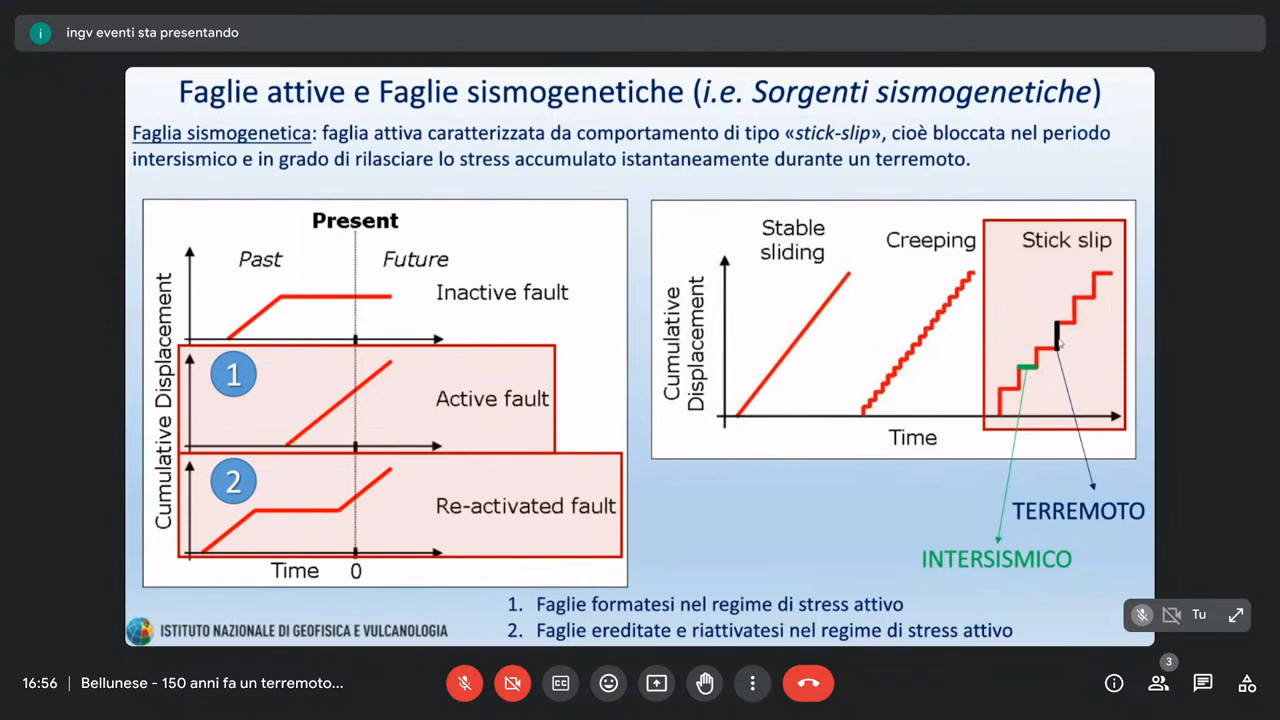 i ingv eventi sta presentando
Faglie attive e Faglie sismogenetiche (i.e. Sorgenti sismogenetiche)
Faglia sismogenetica: faglia attiva caratterizzata da comportamento di tipo «stick-slip», cioè bloccata nel periodo
intersismico e in grado di rilasciare lo stress accumulato istantaneamente durante un terremoto.
Present
Past
Future
Cumulative Displacement
Inactive fault
1
Active fault
2
Re-activated fault
Time
0
Stable
sliding
Creeping
Stick slip
Cumulative
Displacement
Time
TERREMOTO
INTERSISMICO
1. Faglie formatesi nel regime di stress attivo
2. Faglie ereditate e riattivatesi nel regime di stress attivo
ISTITUTO NAZIONALE DI GEOFISICA E VULCANOLOGIA
Tu
16:56 | Bellunese - 150 anni fa un terremoto...
CC
3